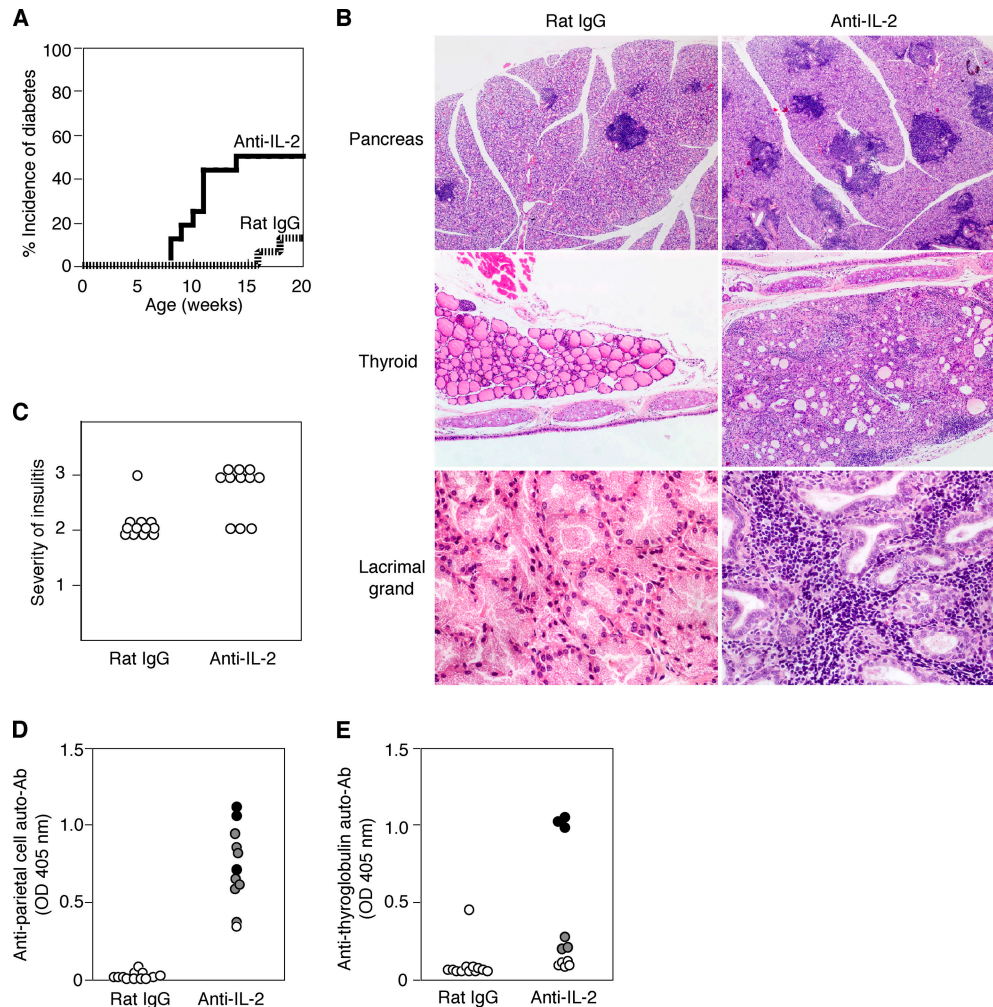 A
100
80
60
40
20
0
% Incidence of diabetes
Anti-IL-2
Rat IgG
0 5 10 15 20
Age (weeks)
B
Rat IgG Anti-IL-2
Pancreas
Thyroid
Lacrimal
grand
C
3
2
1
Severity of insulitis
Rat IgG Anti-IL-2
D
1.5
1.0
0.5
0
Anti-parietal cell auto-Ab
(OD 405 nm)
Rat IgG Anti-IL-2
E
1.5
1.0
0.5
0
Anti-thyroglobulin auto-Ab
(OD 405 nm)
Rat IgG Anti-IL-2